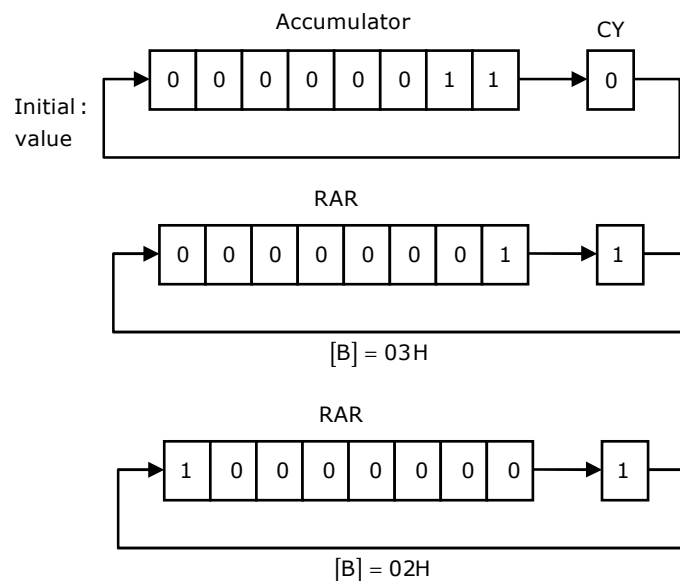 Accumulator
CY
0 0 0 0 0 0 1 1 0
Initial :
value
RAR
0 0 0 0 0 0 0 1 1
[B] = 03H
RAR
1 0 0 0 0 0 0 0 1
[B] = 02H